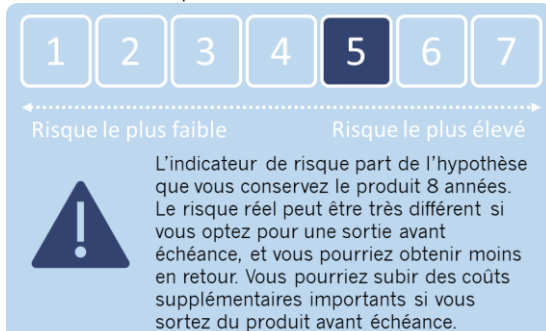 1 2 3 4 5 6 7
Risque le plus faible Risque le plus élevé
L'indicateur de risque part de l'hypothèse
que vous conservez le produit 8 années.
Le risque réel peut être très différent si
vous optez pour une sortie avant
échéance, et vous pourriez obtenir moins
en retour. Vous pourriez subir des coûts
supplémentaires importants si vous
sortez du produit avant échéance.